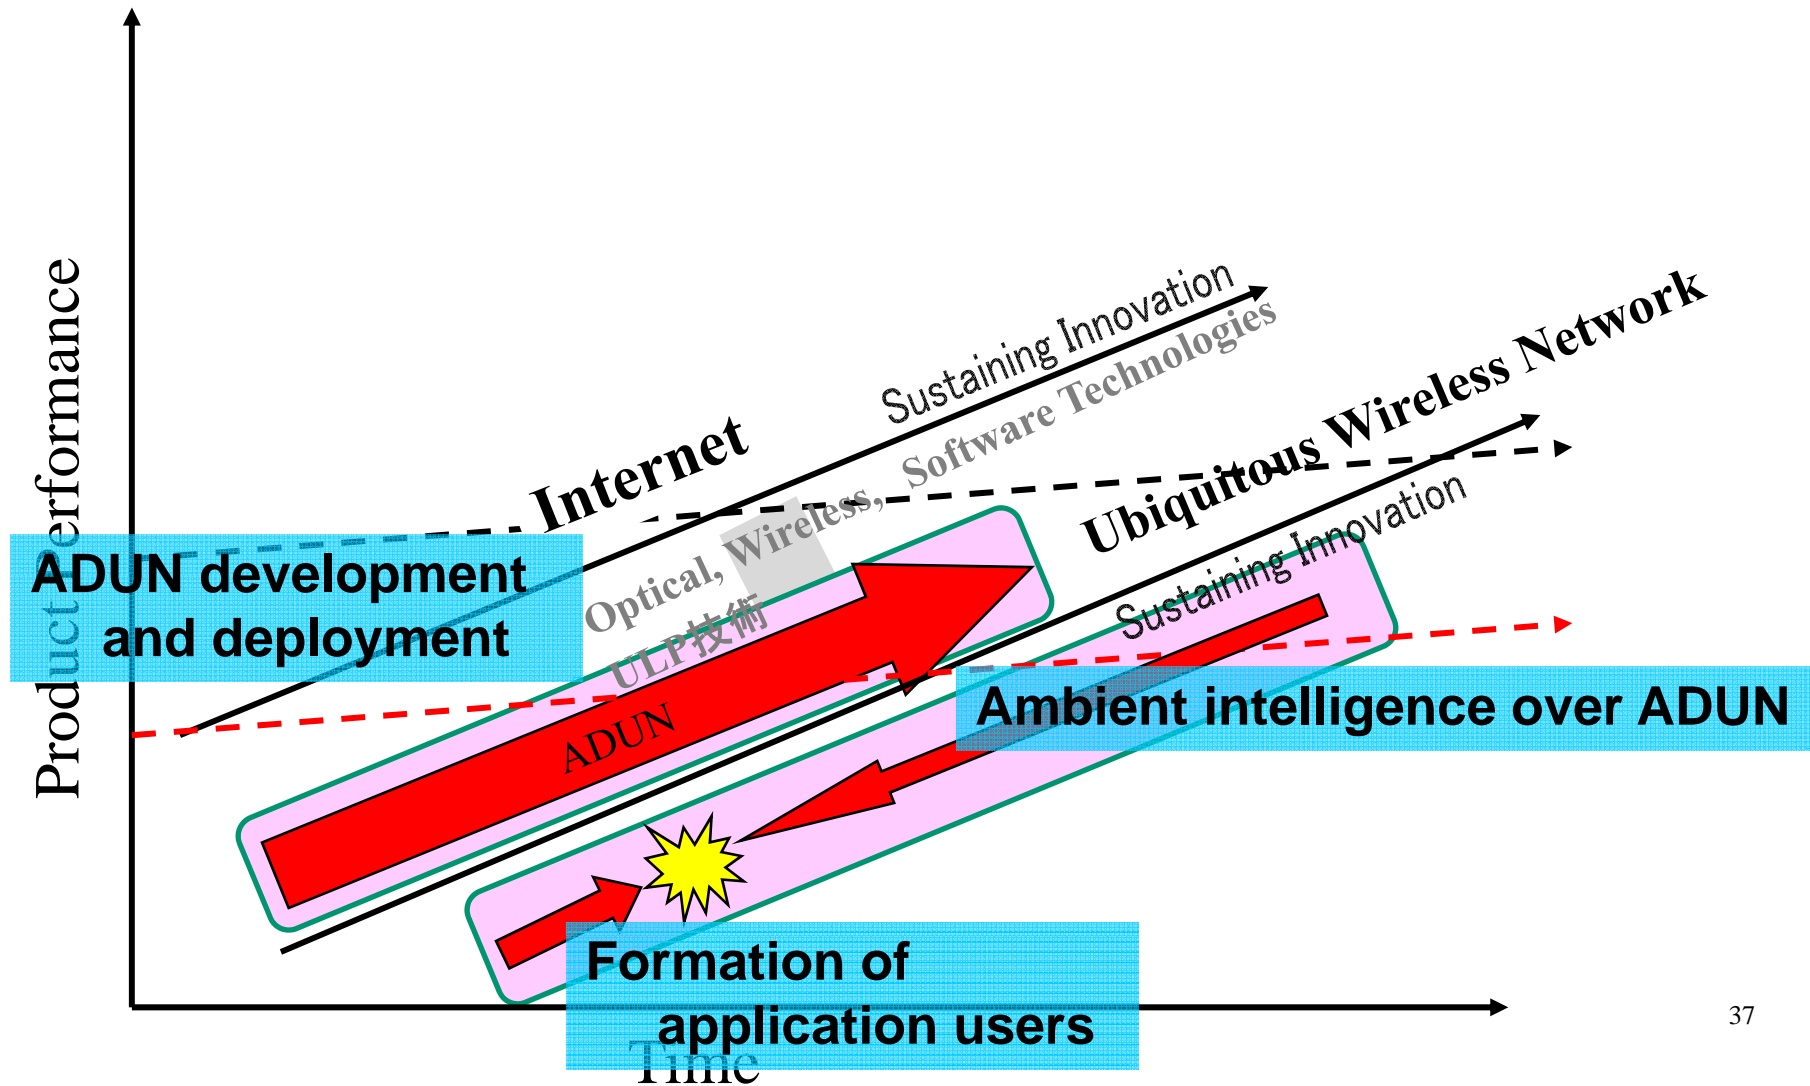 Product Performance
Sustaining Innovation
Internet
Optical, Wireless, Software Technologies
ULP技術
Ubiquitous Wireless Network
Sustaining Innovation
ADUN development
and deployment
ADUN
Ambient intelligence over ADUN
Formation of
application users
Time
37